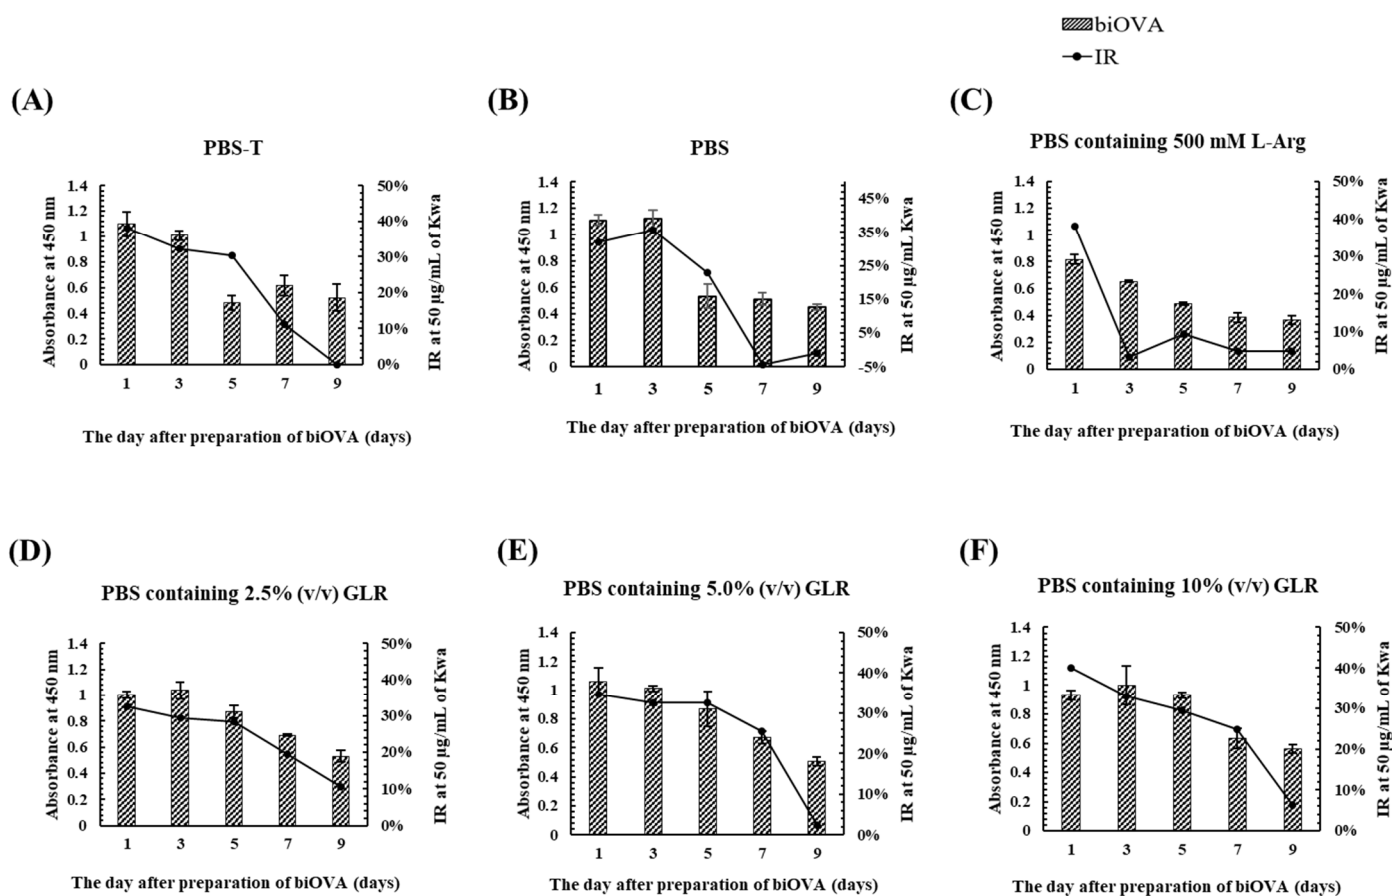 biOVA
IR
(A)
PBS-T
Absorbance at 450 nm
1.4
1.2
1
0.8
0.6
0.4
0.2
0
50%
40%
30%
20%
10%
0%
IR at 50 µg/mL of Kwa
1 3 5 7 9
The day after preparation of biOVA (days)
(B)
PBS
Absorbance at 450 nm
1.4
1.2
1
0.8
0.6
0.4
0.2
0
45%
35%
25%
15%
5%
-5%
IR at 50 µg/mL Kwa
1 3 5 7 9
The day after preparation of biOVA (days)
(C)
PBS containing 500 mM L-Arg
Absorbance at 450 nm
1.4
1.2
1
0.8
0.6
0.4
0.2
0
50%
40%
30%
20%
10%
0%
IR at 50 µg/mL of Kwa
1 3 5 7 9
The day after preparation of biOVA (days)
(D)
PBS containing 2.5% (v/v) GLR
Absorbance at 450 nm
1.4
1.2
1
0.8
0.6
0.4
0.2
0
50%
40%
30%
20%
10%
0%
IR at 50 µg/mL of Kwa
1 3 5 7 9
The day after preparation of biOVA (days)
(E)
PBS containing 5.0% (v/v) GLR
Absorbance at 450 nm
1.4
1.2
1
0.8
0.6
0.4
0.2
0
50%
40%
30%
20%
10%
0%
IR at 50 µg/mL of Kwa
1 3 5 7 9
The day after preparation of biOVA (days)
(F)
PBS containing 10% (v/v) GLR
Absorbance at 450 nm
1.4
1.2
1
0.8
0.6
0.4
0.2
0
50%
40%
30%
20%
10%
0%
IR at 50 µg/mL of Kwa
1 3 5 7 9
The day after preparation of biOVA (days)